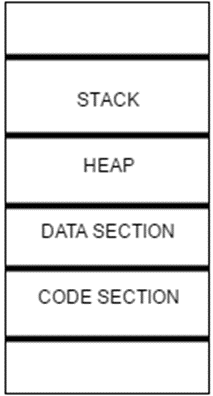 STACK
HEAP
DATA SECTION
CODE SECTION